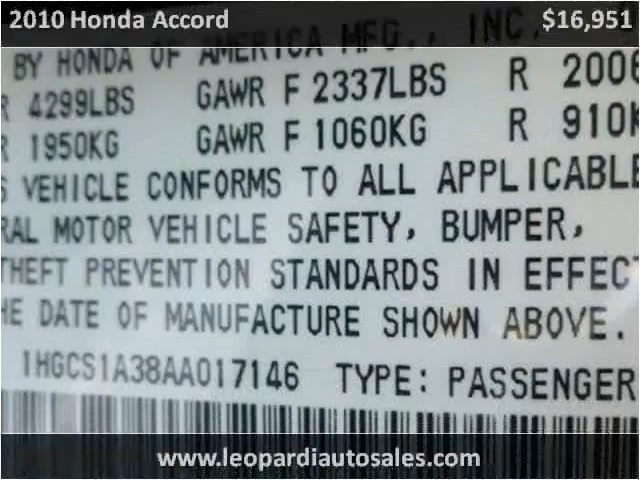 2010 Honda Accord $16,951
BY HONDA OF AMERICA MFG., INC.
4299LBS GAWR F 2337LBS R 2006
1950KG GAWR F 1060KG R 910K
S VEHICLE CONFORMS TO ALL APPLICABLE
RAL MOTOR VEHICLE SAFETY, BUMPER,
THEFT PREVENTION STANDARDS IN EFFECT
HE DATE OF MANUFACTURE SHOWN ABOVE.
1HGCS1A38AA017146 TYPE: PASSENGER
www.leopardiautosales.com